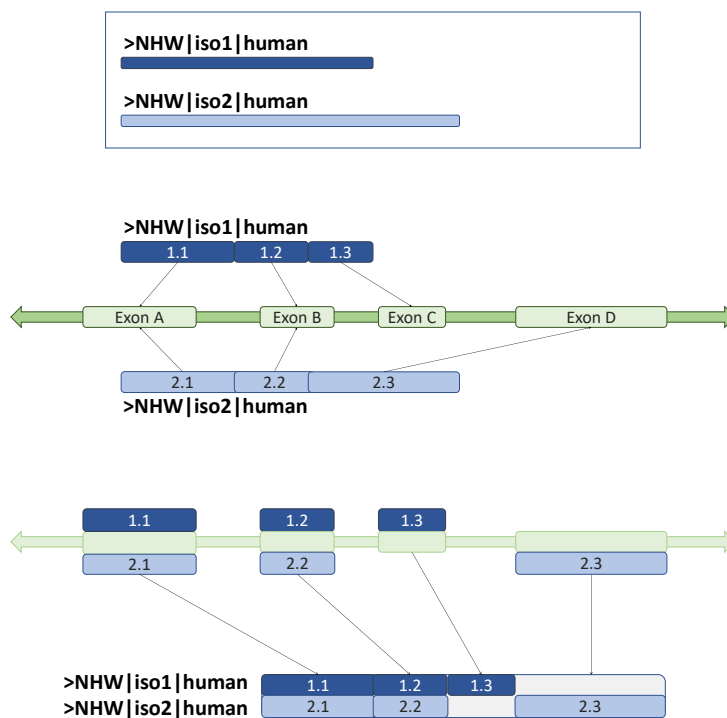 >NHW|iso1|human
>NHW|iso2|human
>NHW|iso1|human
1.1 1.2 1.3
Exon A Exon B Exon C Exon D
2.1 2.2 2.3
>NHW|iso2|human
1.1 1.2 1.3
2.1 2.2 2.3
>NHW|iso1|human 1.1 1.2 1.3
>NHW|iso2|human 2.1 2.2 2.3